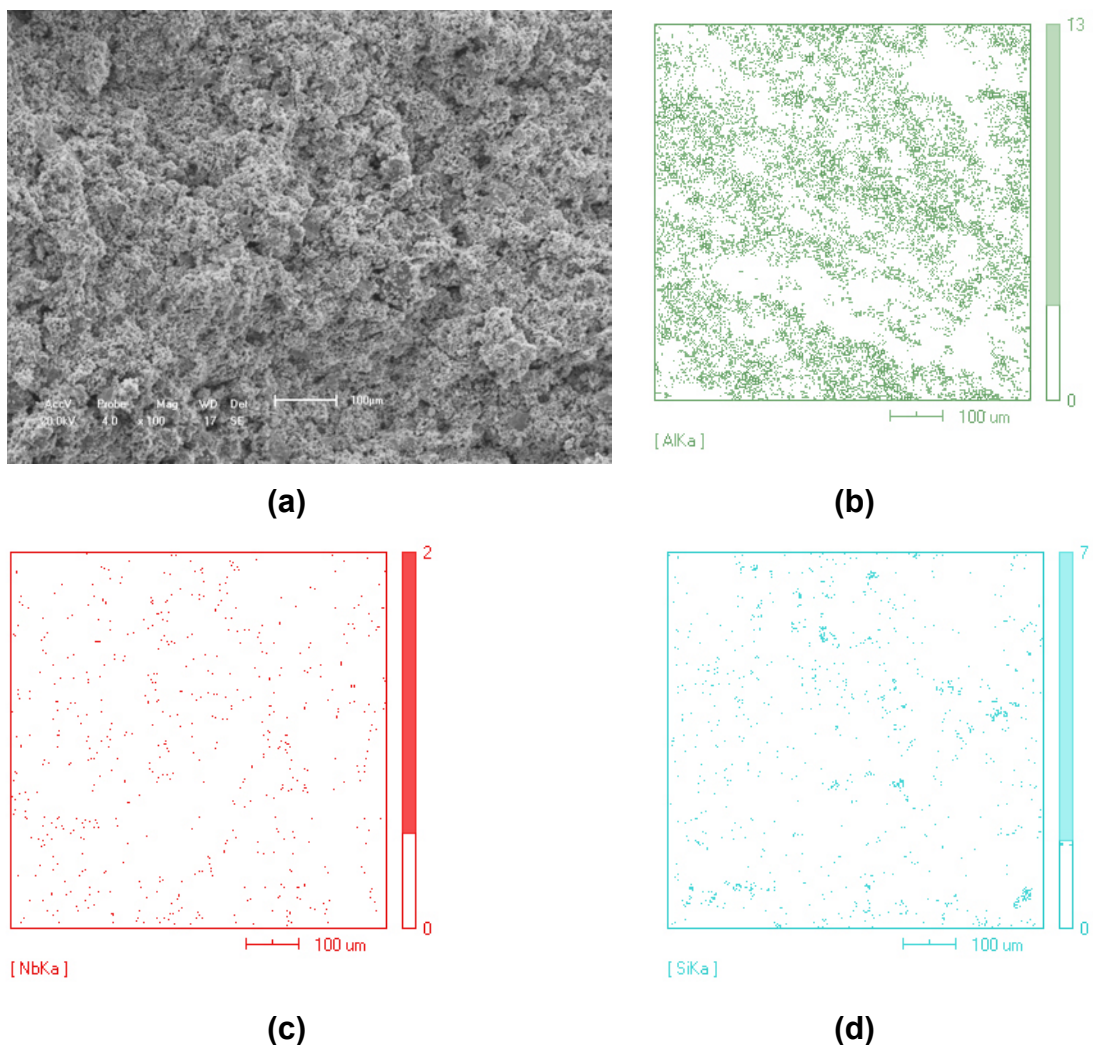 13
AccV Probe Mag WD Det 100µm
20.0kV 4.0 x 100 17 SE
0
100 um
[ AlKa ]
(a) (b)
2 7
0 0
100 um 100 um
[ NbKa ] [ SiKa ]
(c) (d)